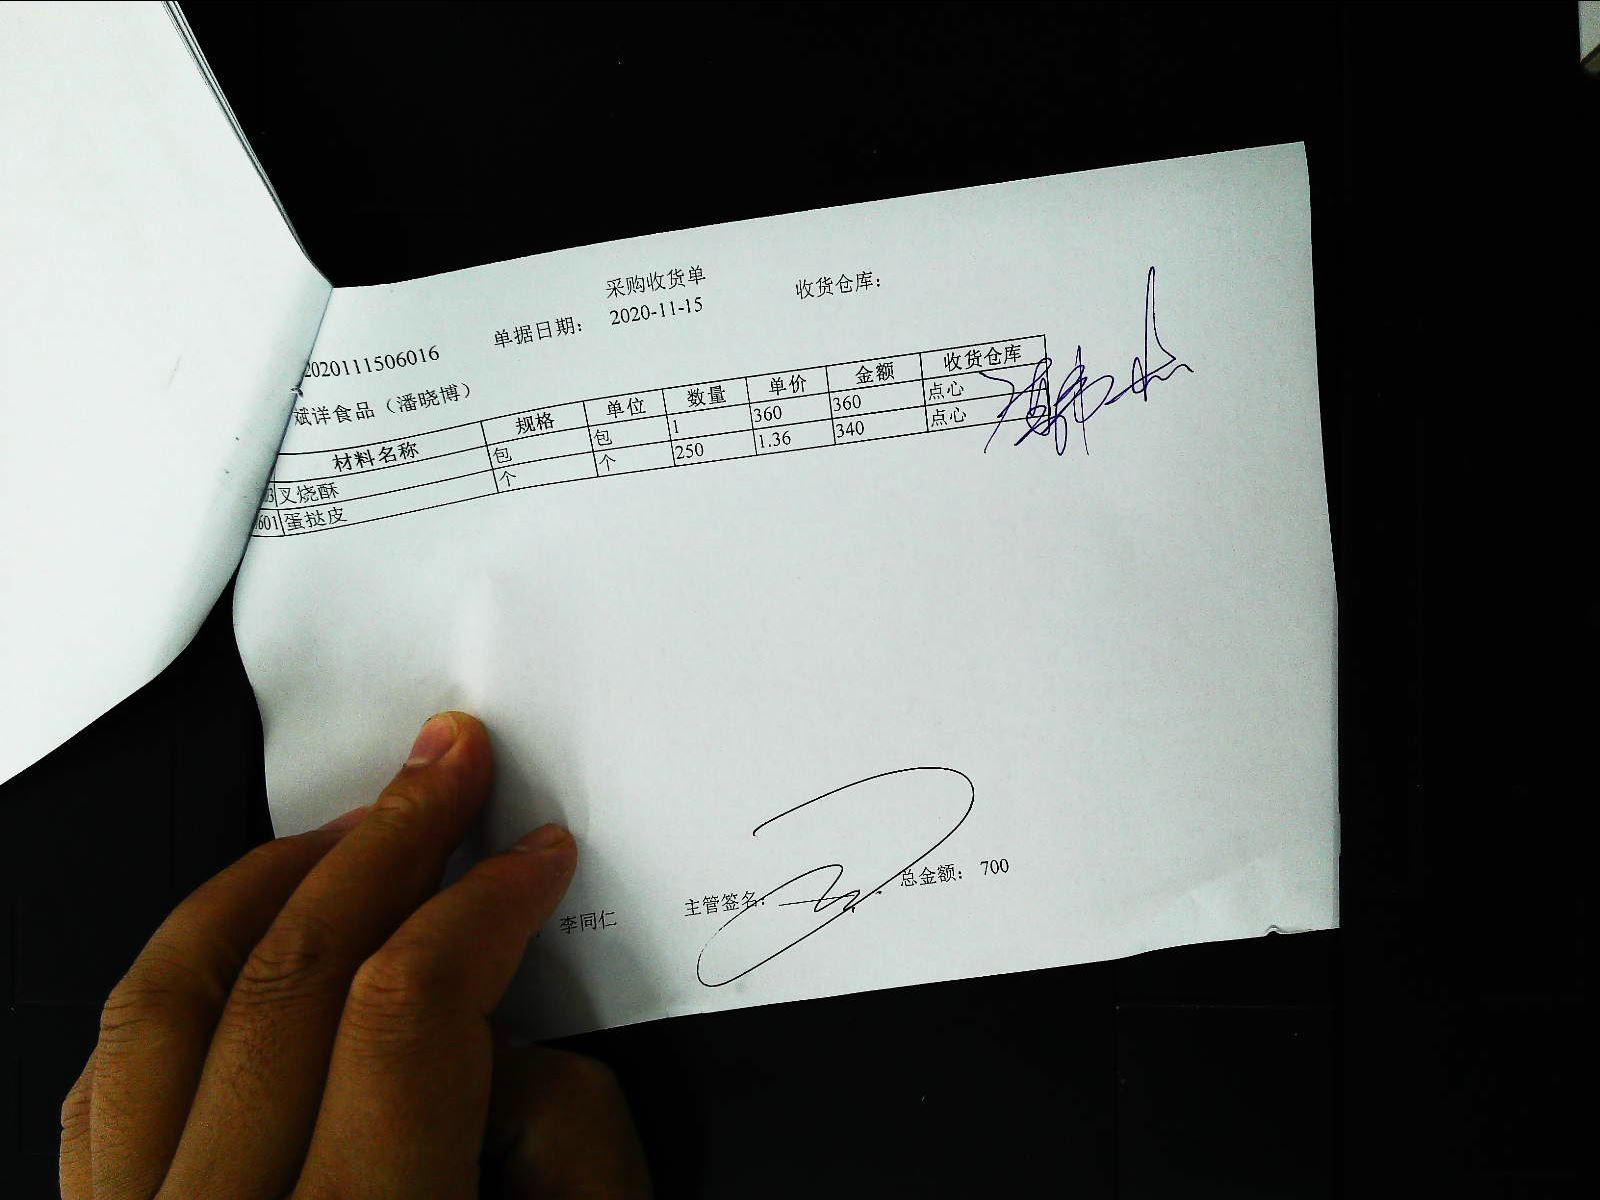 采购收货单
2020111506016 单据日期： 2020-11-15 收货仓库：
斌洋食品（潘晓博）
材料名称 规格 单位 数量 单价 金额 收货仓库
3 叉烧酥 包 包 1 360 360 点心
601 蛋挞皮 个 个 250 1.36 340 点心
李同仁 主管签名： 总金额： 700